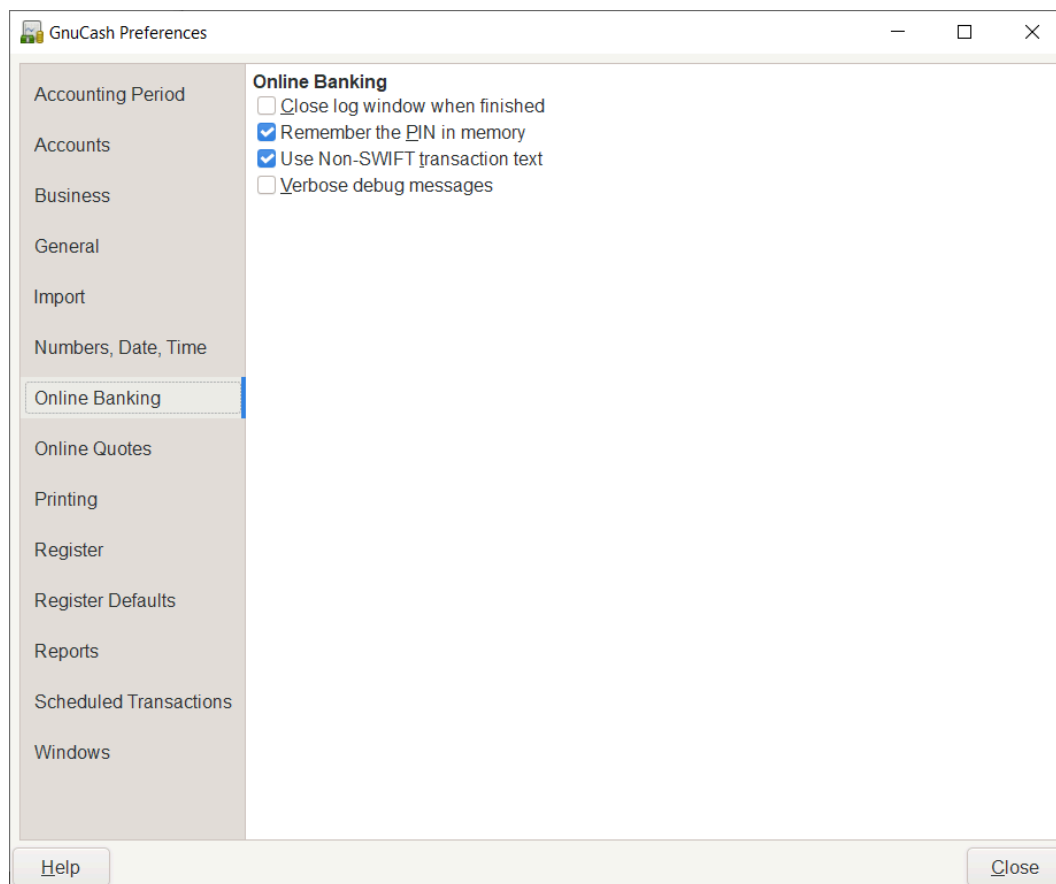 GnuCash Preferences
Accounting Period
Accounts
Business
General
Import
Numbers, Date, Time
Online Banking
Online Quotes
Printing
Register
Register Defaults
Reports
Scheduled Transactions
Windows
Online Banking
Close log window when finished
Remember the PIN in memory
Use Non-SWIFT transaction text
Verbose debug messages
Help
Close